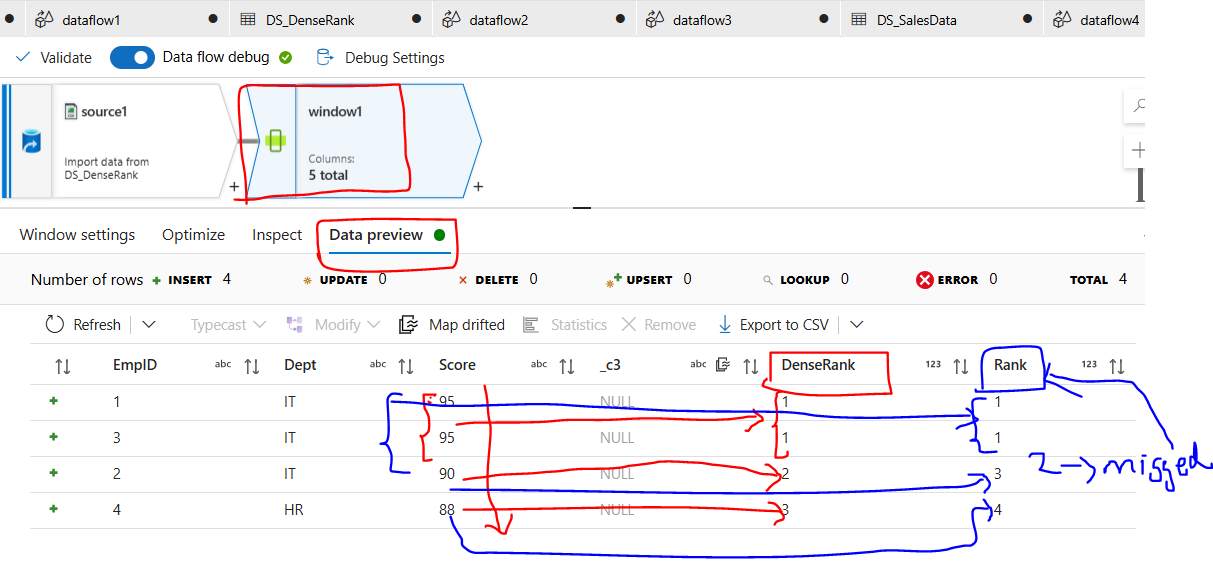 dataflow1 DS_DenseRank dataflow2 dataflow3 DS_SalesData dataflow4
Validate Data flow debug Debug Settings
source1
Import data from
DS_DenseRank
+
window1
Columns:
5 total
+
Window settings Optimize Inspect Data preview
Number of rows + INSERT 4 UPDATE 0 DELETE 0 UPSERT 0 LOOKUP 0 ERROR 0 TOTAL 4
Refresh Typecast Modify Map drifted Statistics Remove Export to CSV
EmpID abc Dept abc Score abc _c3 abc DenseRank 123 Rank 123
+ 1 IT 95 NULL 1 1
+ 3 IT 95 NULL 1 1
+ 2 IT 90 NULL 2 3
+ 4 HR 88 NULL 3 4
2 → missed